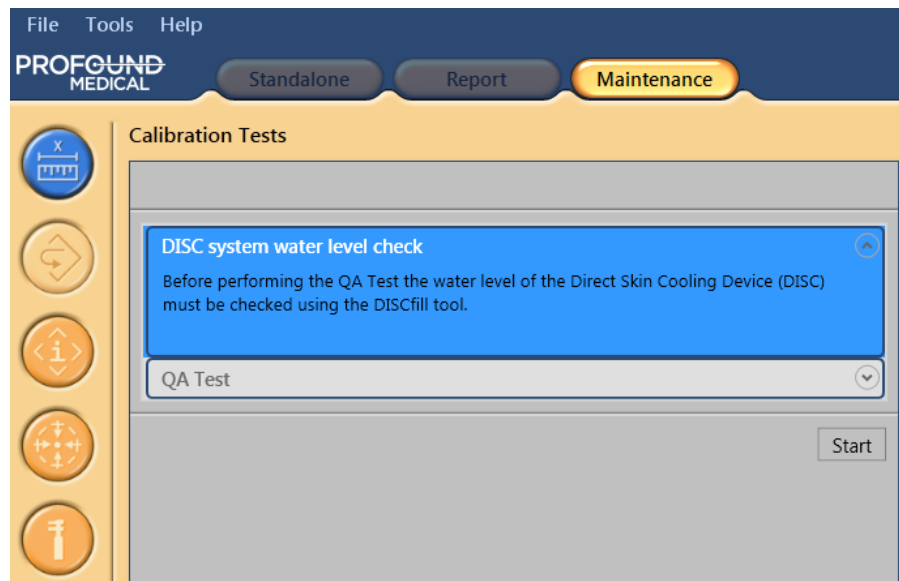 File Tools Help
PROFOUND
MEDICAL
Standalone Report Maintenance
Calibration Tests
X
DISC system water level check
Before performing the QA Test the water level of the Direct Skin Cooling Device (DISC)
must be checked using the DISCfill tool.
i
QA Test
Start